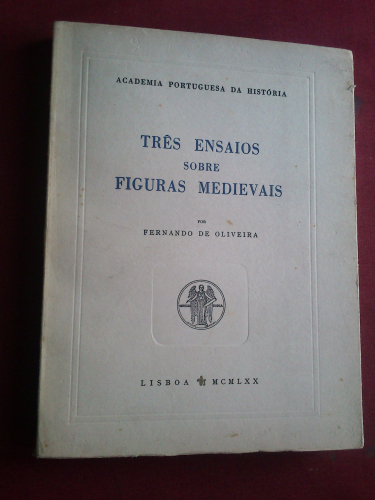 ACADEMIA PORTUGUESA DA HISTÓRIA
TRÊS ENSAIOS
SOBRE
FIGURAS MEDIEVAIS
POR
FERNANDO DE OLIVEIRA
LISBOA MCMLXX